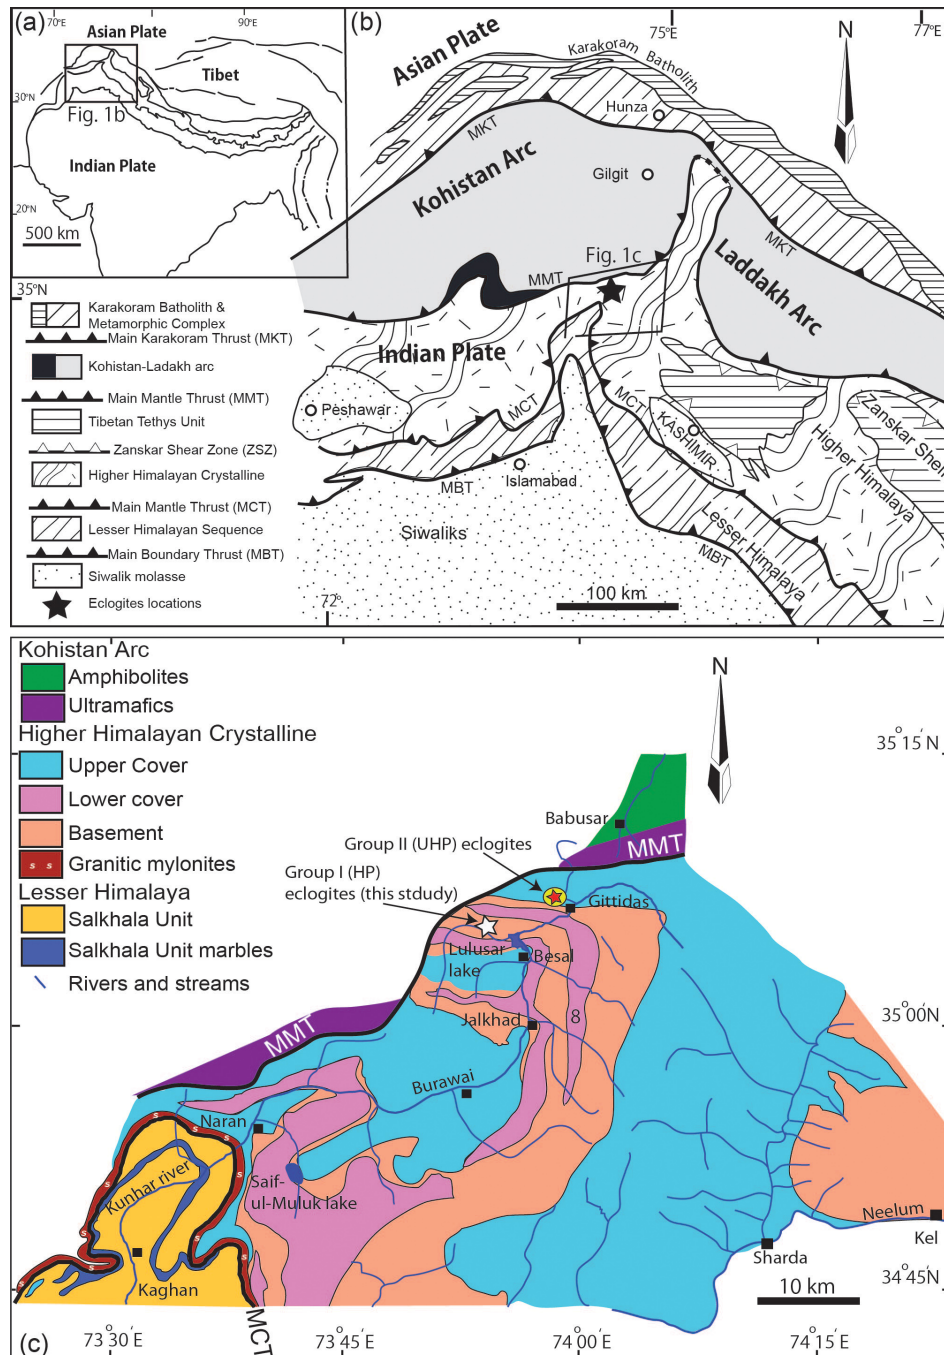 (a)
70°E
90°E
Asian Plate
Tibet
30°N
Fig. 1b
Indian Plate
20°N
500 km
(b)
75°E
77°E
N
Asian Plate
Karakoram Batholith
Hunza
MKT
Kohistan Arc
Gilgit
MKT
Fig. 1c
Laddakh Arc
MMT
35°N
Indian Plate
Peshawar
MCT
MCT
KASHIMIR
Zanskar Shen
Higher Himalaya
MBT
Islamabad
Siwaliks
Lesser Himalaya
MBT
72°
100 km
Karakoram Batholith &
Metamorphic Complex
Main Karakoram Thrust (MKT)
Kohistan-Ladakh arc
Main Mantle Thrust (MMT)
Tibetan Tethys Unit
Zanskar Shear Zone (ZSZ)
Higher Himalayan Crystalline
Main Mantle Thrust (MCT)
Lesser Himalayan Sequence
Main Boundary Thrust (MBT)
Siwalik molasse
Eclogites locations
Kohistan Arc
Amphibolites
Ultramafics
Higher Himalayan Crystalline
Upper Cover
Lower cover
Basement
s s Granitic mylonites
Lesser Himalaya
Salkhala Unit
Salkhala Unit marbles
Rivers and streams
N
35°15' N
Babusar
MMT
Group II (UHP) eclogites
Group I (HP)
eclogites (this stdudy)
Gittidas
Lulusar
lake
Besal
8
35°00' N
Jalkhad
MMT
Burawai
Naran
Saif-
ul-Muluk lake
Kunhar river
Kaghan
Neelum
Kel
Sharda
34°45' N
10 km
MCT
(c)
73°30' E
73°45' E
74°00' E
74°15' E